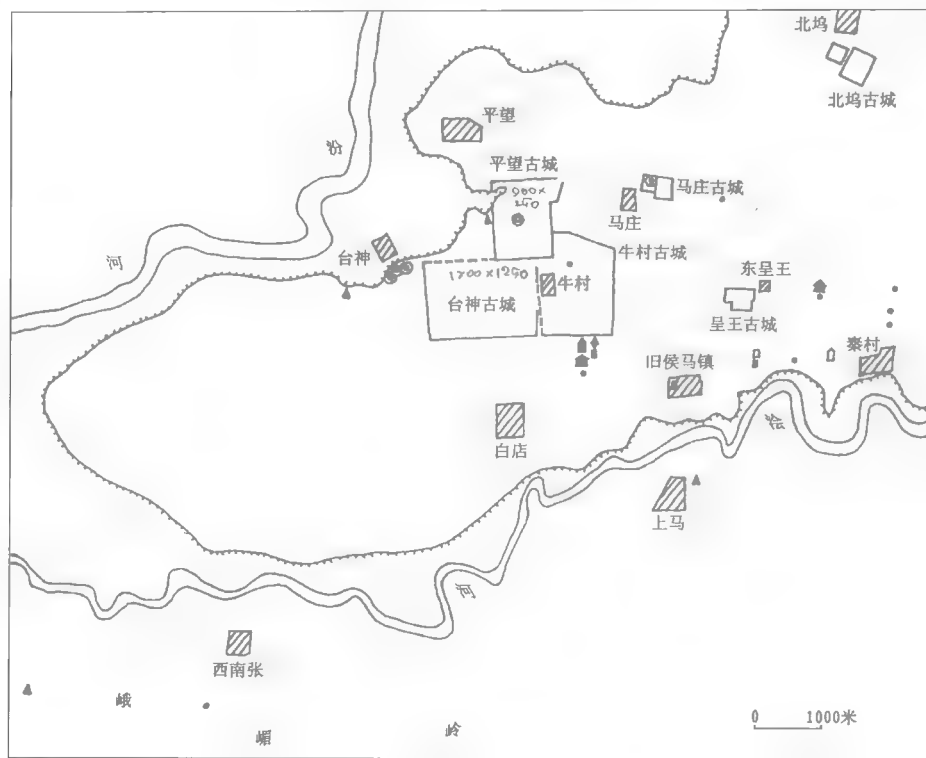 北坞
北坞古城
平望
汾
平望古城
马庄古城
马庄
牛村古城
台神
河
1700×1250
牛村
台神古城
东呈王
呈王古城
旧侯马镇
秦村
白店
浍
上马
河
西南张
峨
嵋
岭
0 1000米